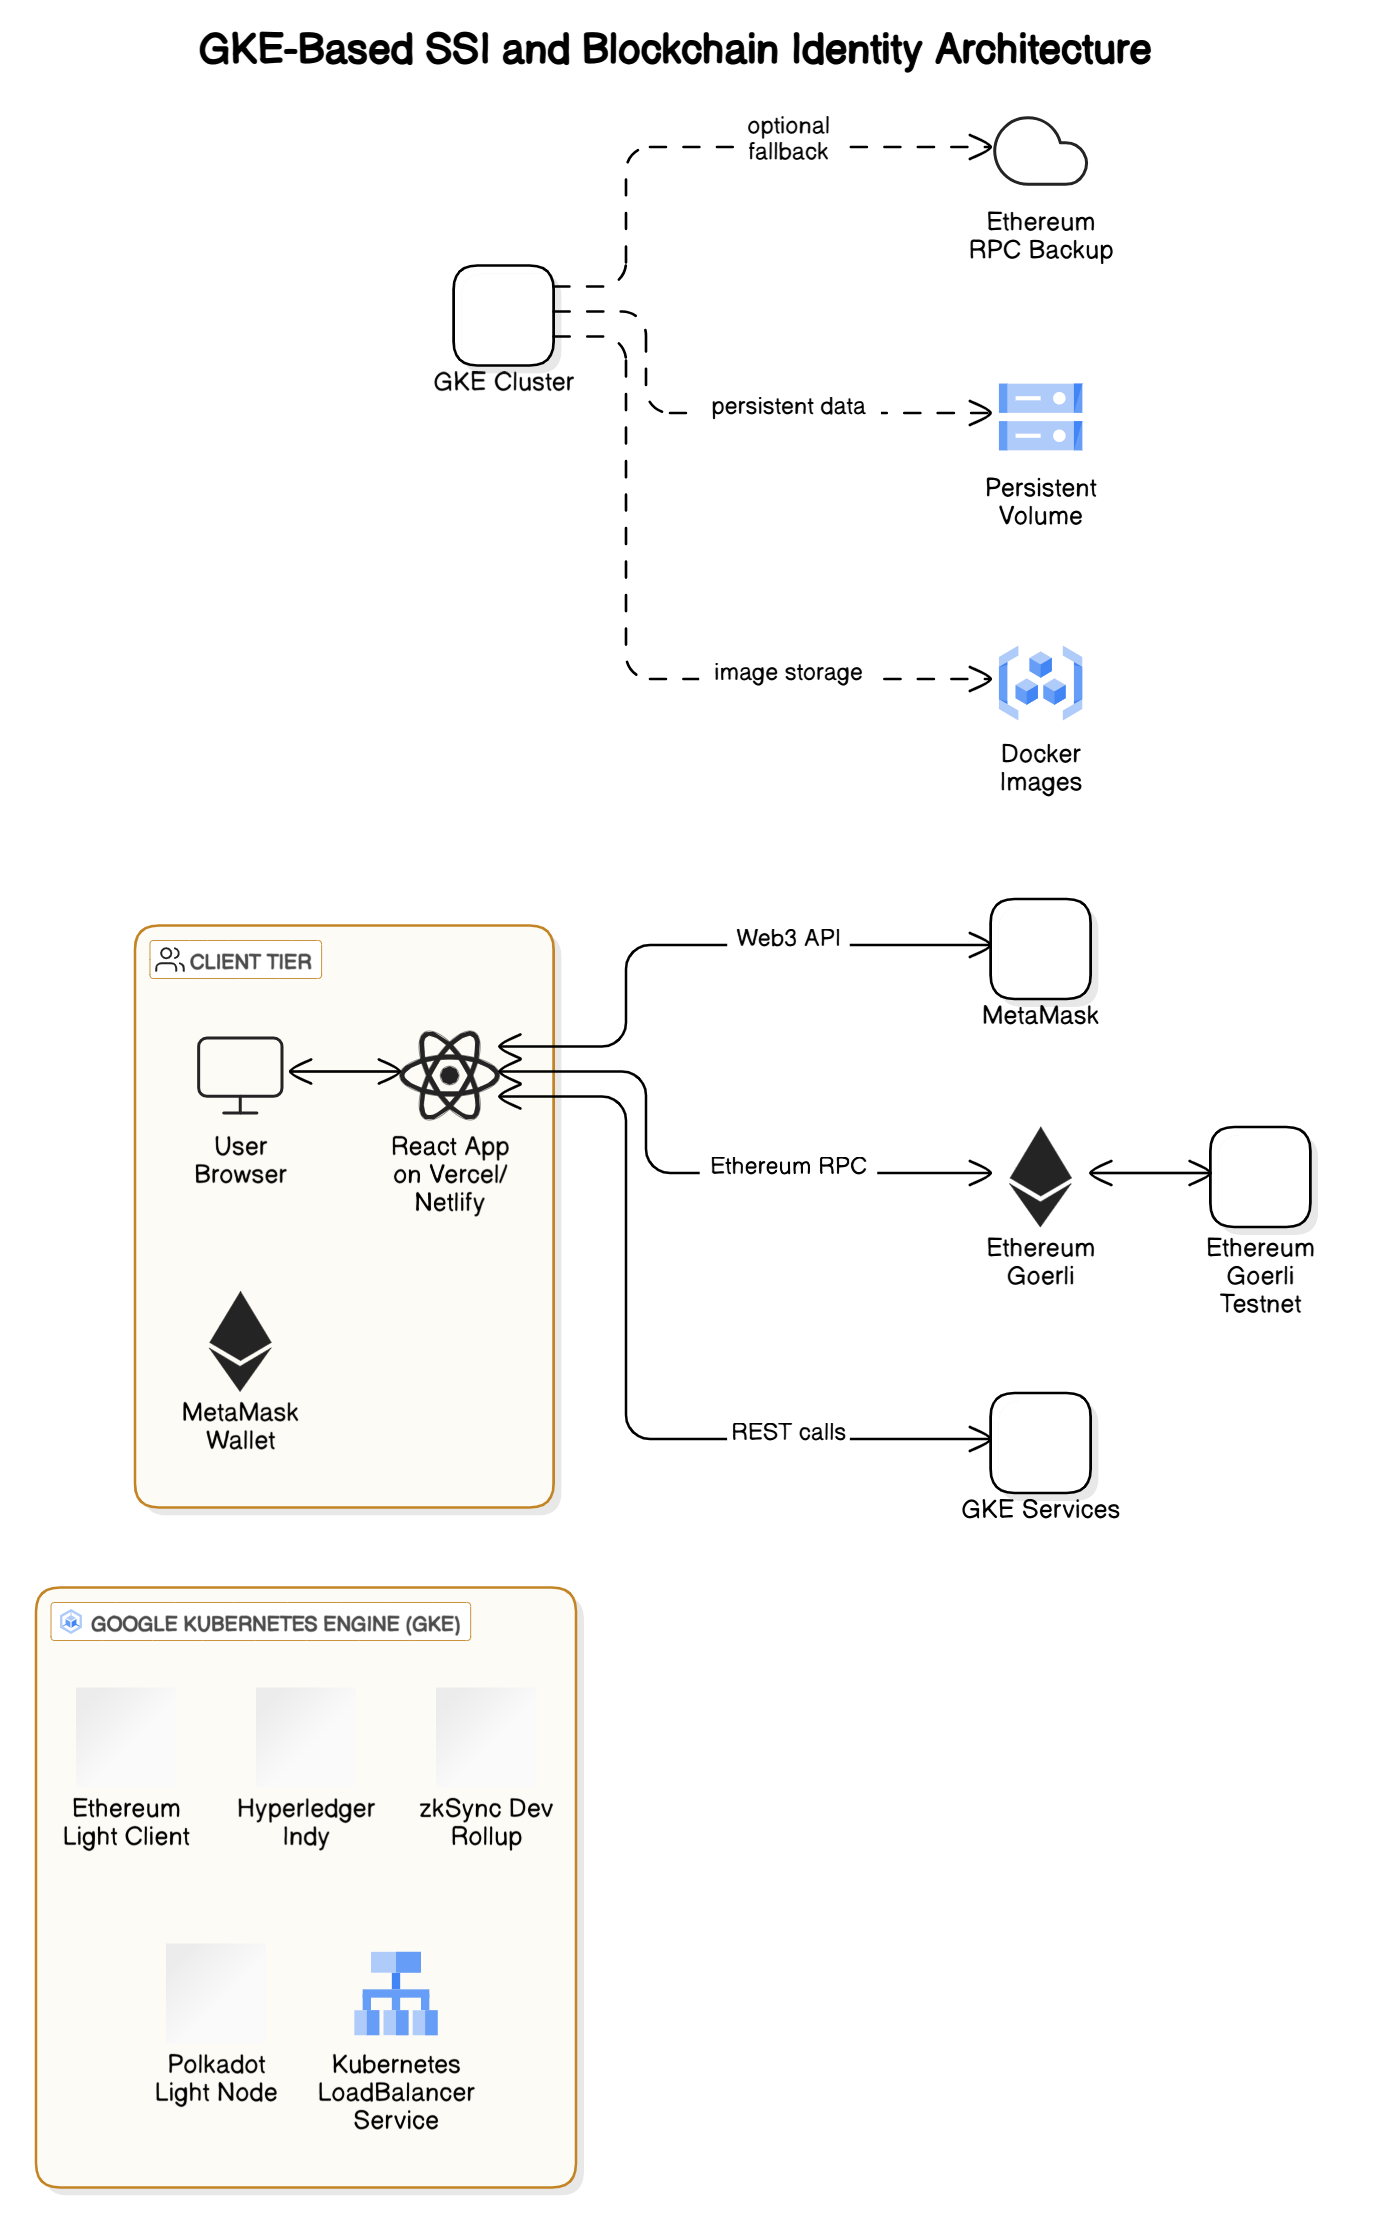 GKE-Based SSI and Blockchain Identity Architecture
optional
fallback
Ethereum
RPC Backup
GKE Cluster
persistent data
Persistent
Volume
image storage
Docker
Images
CLIENT TIER
Web3 API
MetaMask
User
Browser
React App
on Vercel/
Netlify
Ethereum RPC
Ethereum
Goerli
Ethereum
Goerli
Testnet
MetaMask
Wallet
REST calls
GKE Services
GOOGLE KUBERNETES ENGINE (GKE)
Ethereum
Light Client
Hyperledger
Indy
zkSync Dev
Rollup
Polkadot
Light Node
Kubernetes
LoadBalancer
Service